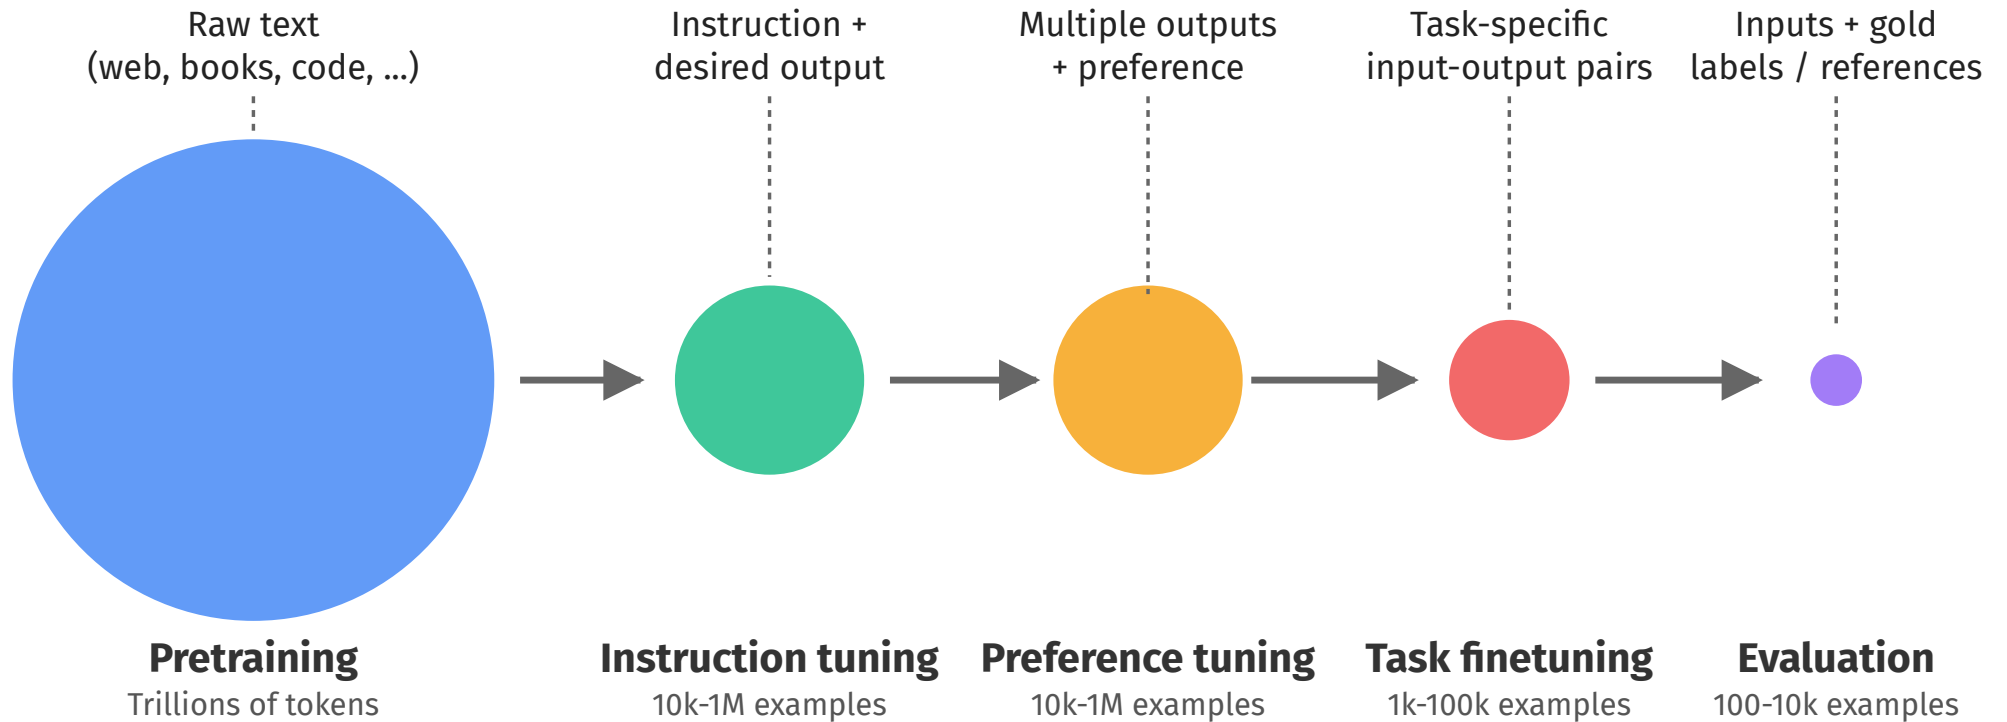 Raw text
(web, books, code, ...)
Instruction +
desired output
Multiple outputs
+ preference
Task-specific
input-output pairs
Inputs + gold
labels / references
Pretraining
Trillions of tokens
Instruction tuning
10k-1M examples
Preference tuning
10k-1M examples
Task finetuning
1k-100k examples
Evaluation
100-10k examples